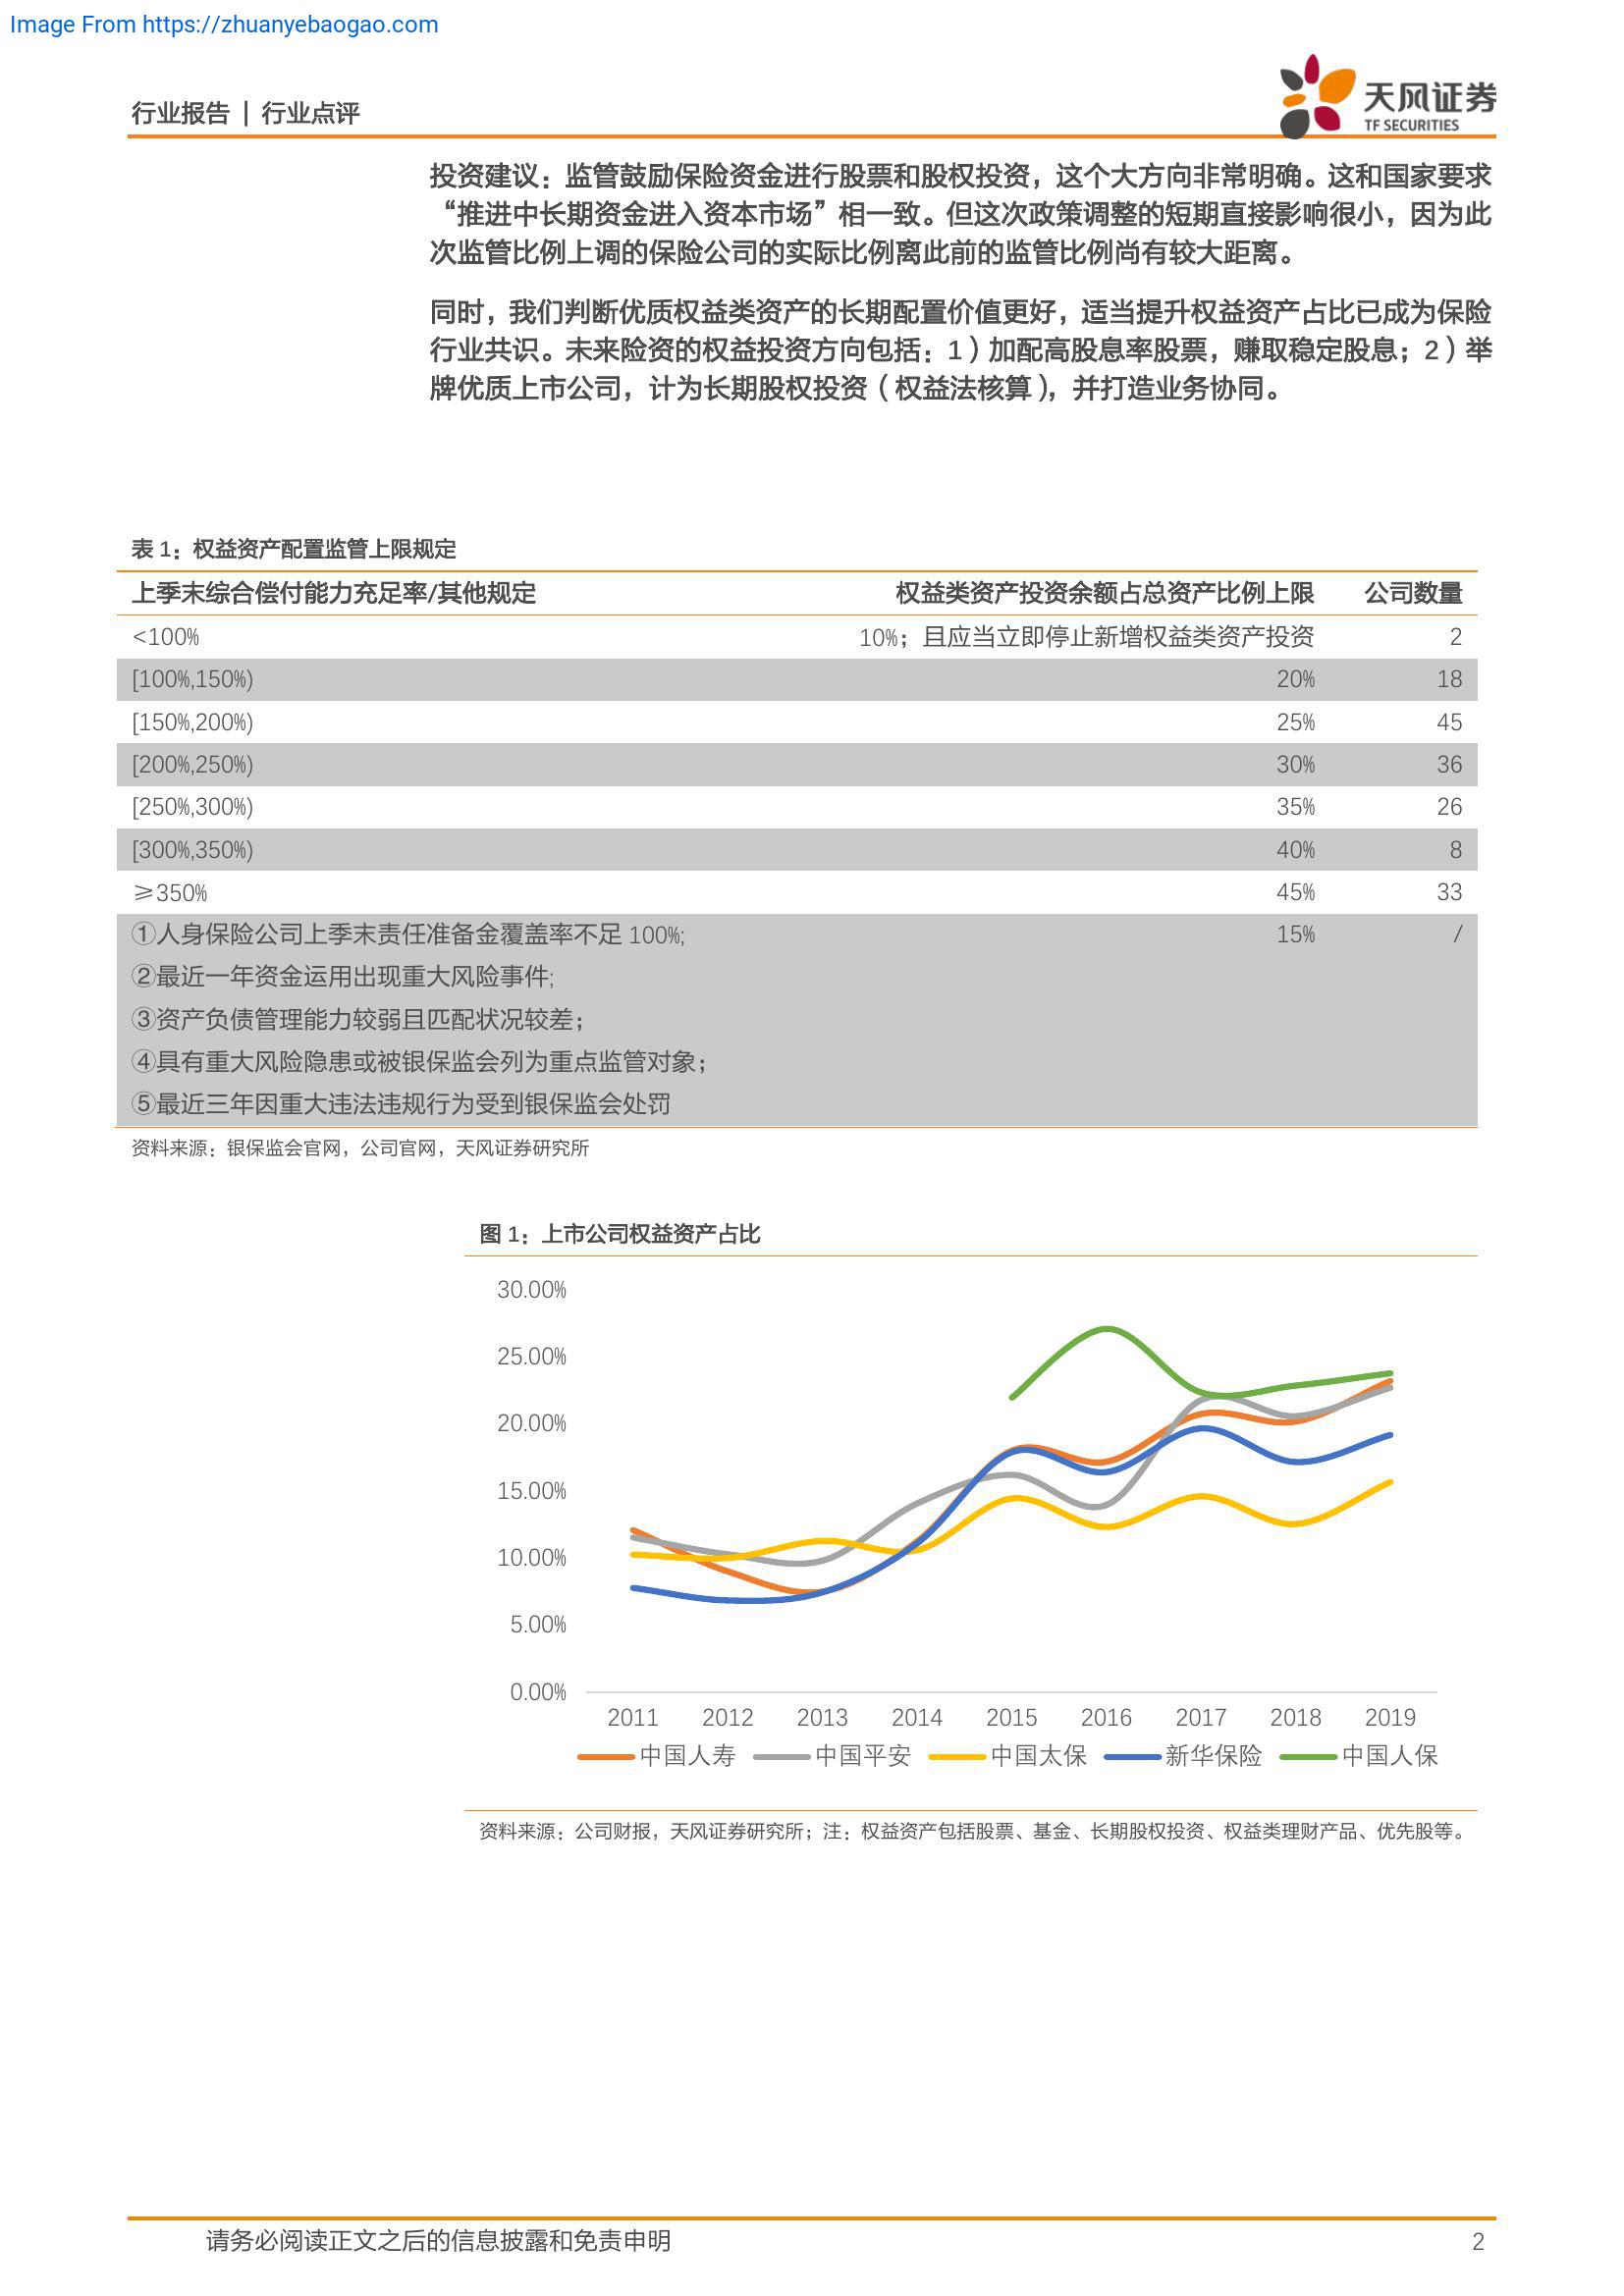 Image From https://zhuanyebaogao.com
行业报告 | 行业点评
天风证券
TF SECURITIES
投资建议：监管鼓励保险资金进行股票和股权投资，这个大方向非常明确。这和国家要求
“推进中长期资金进入资本市场”相一致。但这次政策调整的短期直接影响很小，因为此
次监管比例上调的保险公司的实际比例离此前的监管比例尚有较大距离。
同时，我们判断优质权益类资产的长期配置价值更好，适当提升权益资产占比已成为保险
行业共识。未来险资的权益投资方向包括：1）加配高股息率股票，赚取稳定股息；2）举
牌优质上市公司，计为长期股权投资（权益法核算），并打造业务协同。
表 1：权益资产配置监管上限规定
上季末综合偿付能力充足率/其他规定 权益类资产投资余额占总资产比例上限 公司数量
<100% 10%；且应当立即停止新增权益类资产投资 2
[100%,150%) 20% 18
[150%,200%) 25% 45
[200%,250%) 30% 36
[250%,300%) 35% 26
[300%,350%) 40% 8
≥350% 45% 33
①人身保险公司上季末责任准备金覆盖率不足 100%; 15% /
②最近一年资金运用出现重大风险事件;
③资产负债管理能力较弱且匹配状况较差；
④具有重大风险隐患或被银保监会列为重点监管对象；
⑤最近三年因重大违法违规行为受到银保监会处罚
资料来源：银保监会官网，公司官网，天风证券研究所
图 1：上市公司权益资产占比
30.00%
25.00%
20.00%
15.00%
10.00%
5.00%
0.00%
2011 2012 2013 2014 2015 2016 2017 2018 2019
中国人寿 中国平安 中国太保 新华保险 中国人保
资料来源：公司财报，天风证券研究所；注：权益资产包括股票、基金、长期股权投资、权益类理财产品、优先股等。
请务必阅读正文之后的信息披露和免责申明 2